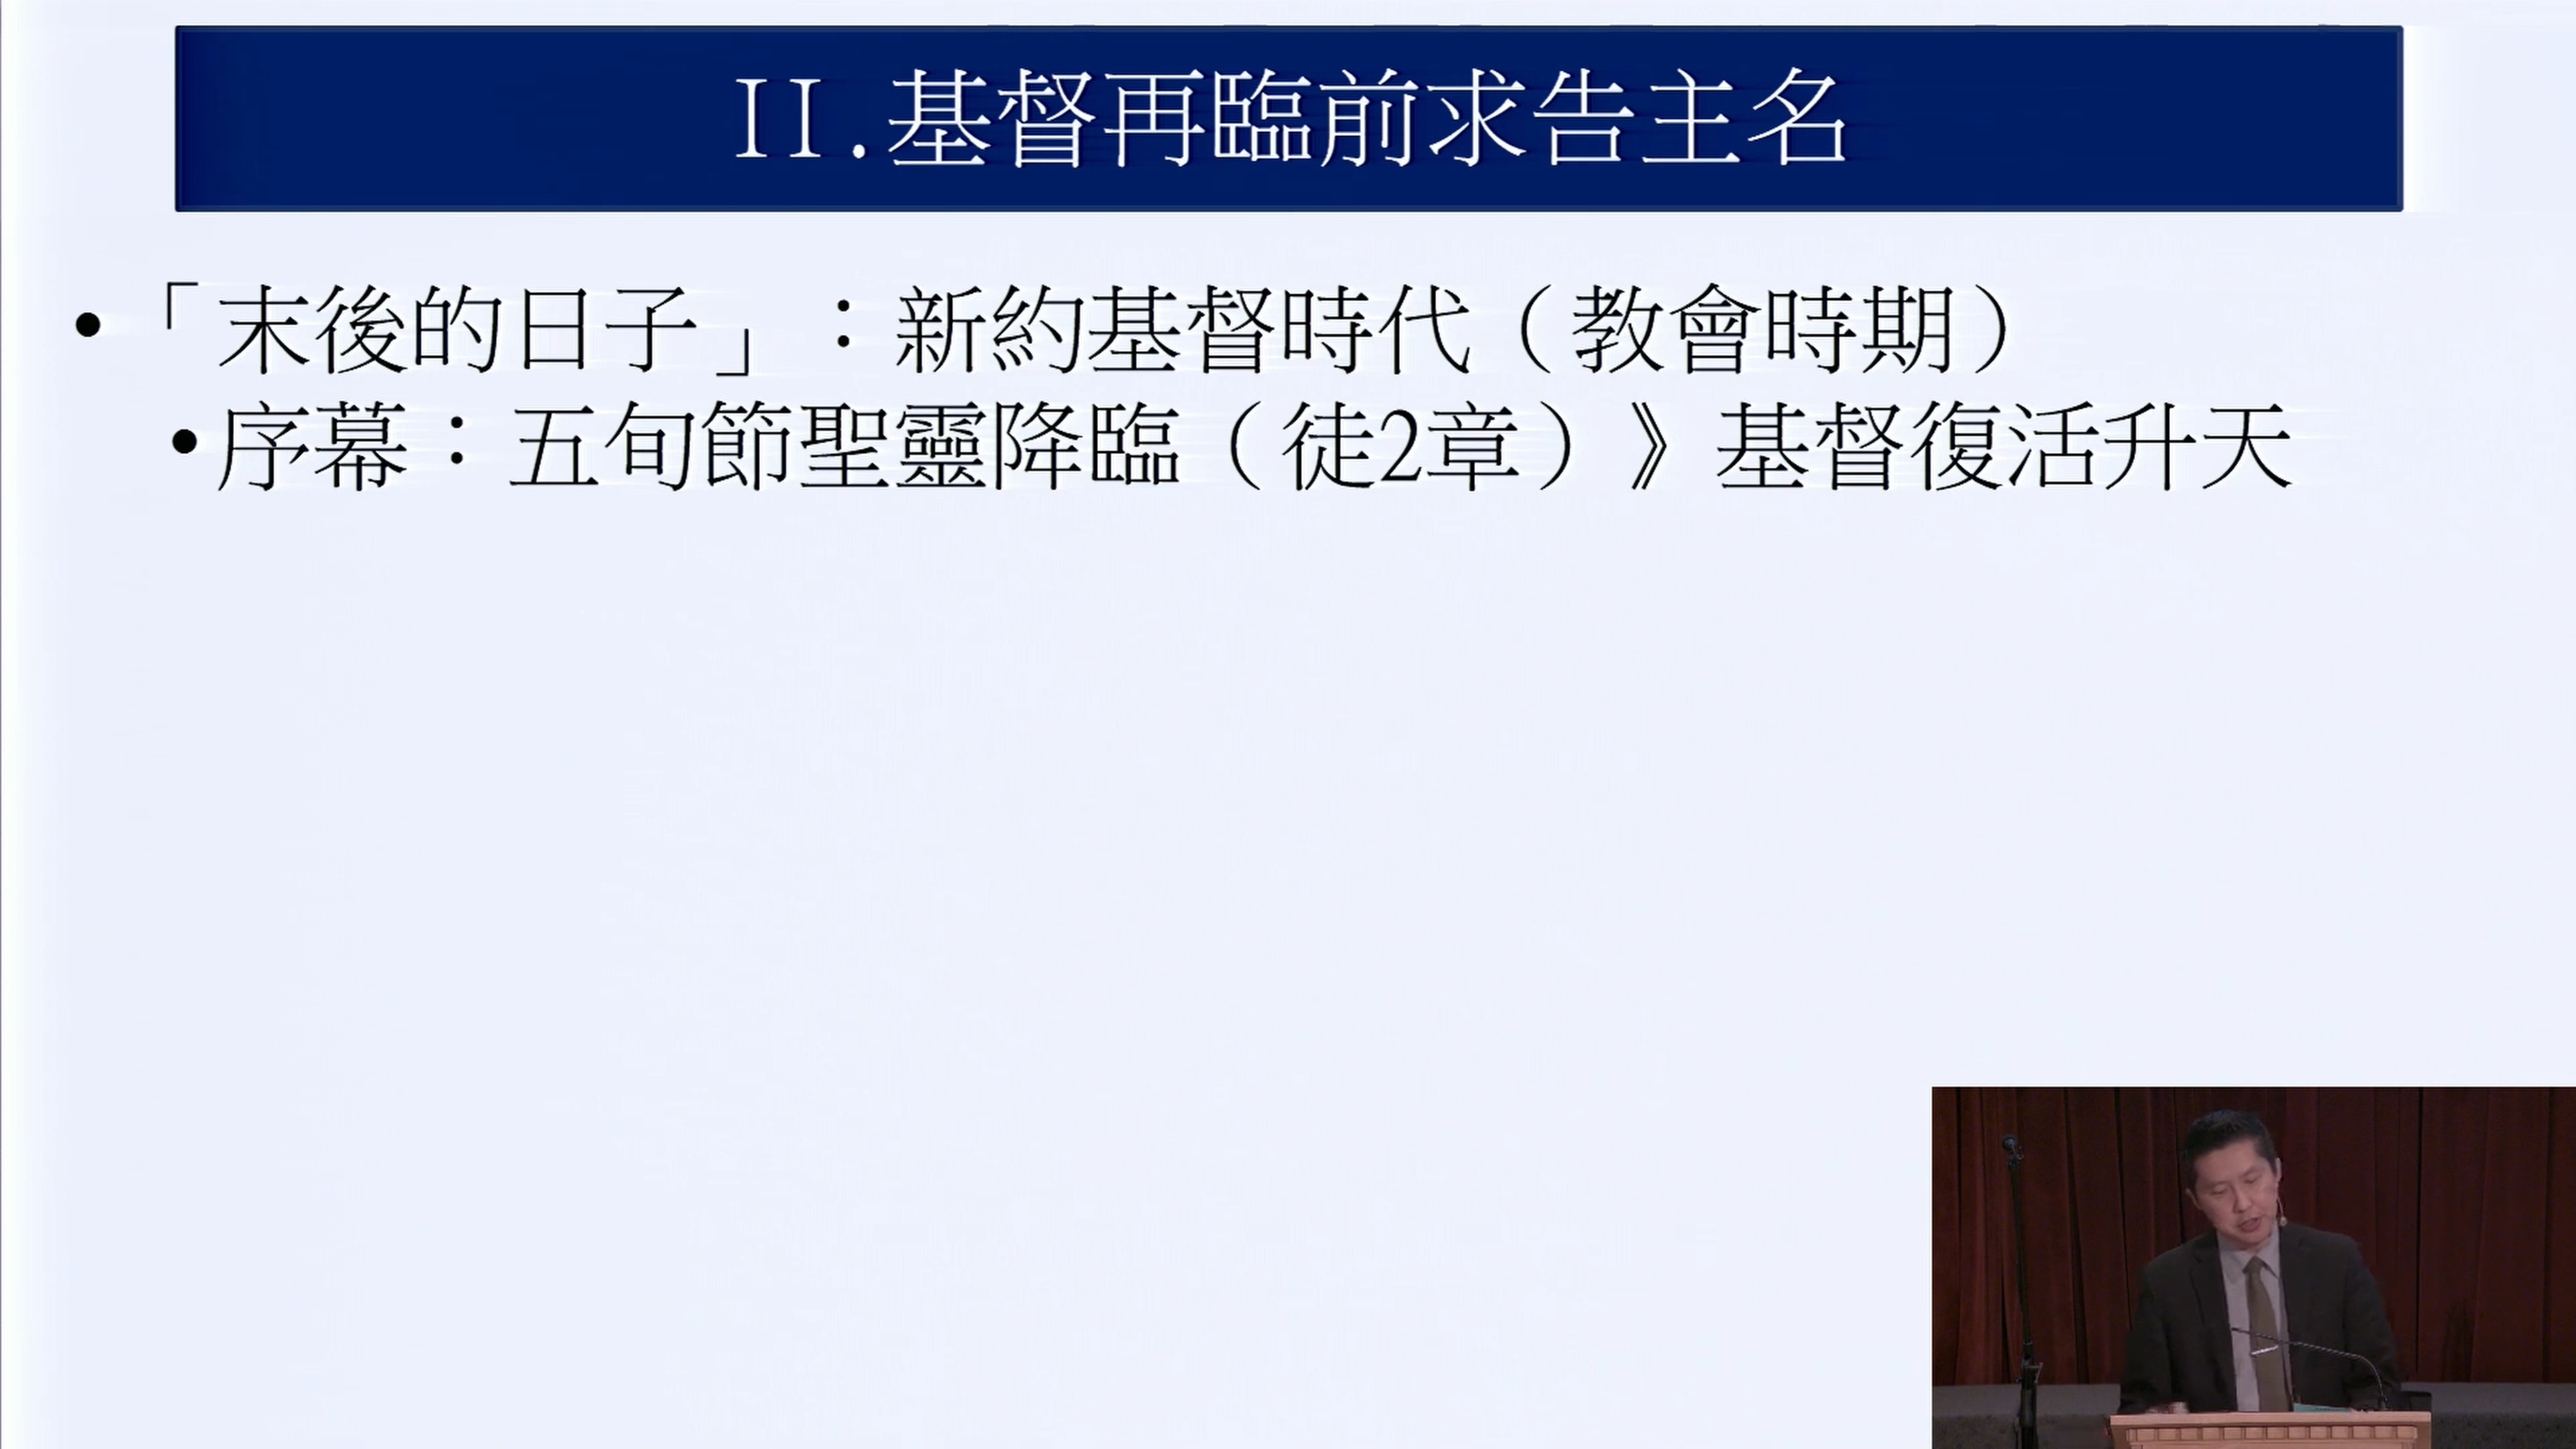 II.基督再臨前求告主名
•「末後的日子」：新約基督時代（教會時期）
•序幕：五旬節聖靈降臨（徒2章）》基督復活升天